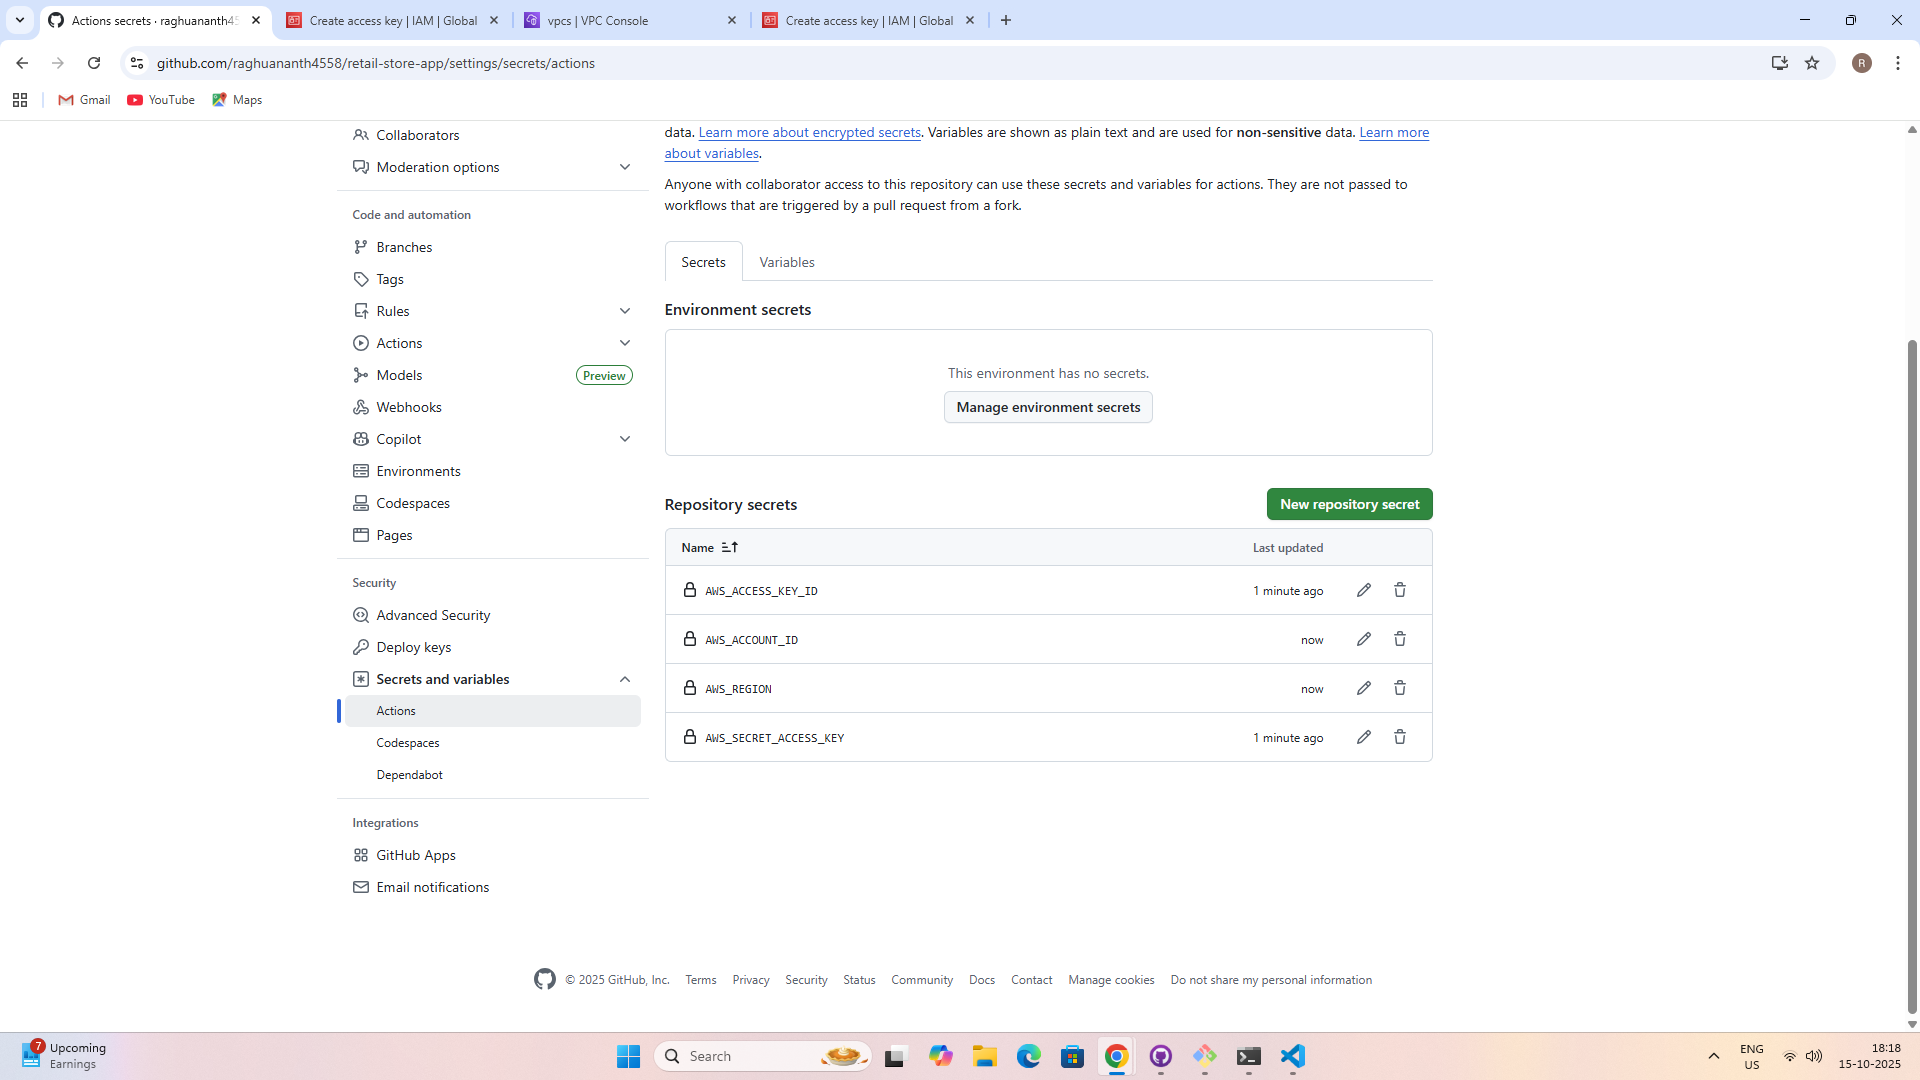 Actions secrets · raghuananth45
Create access key | IAM | Global
vpcs | VPC Console
Create access key | IAM | Global
github.com/raghuananth4558/retail-store-app/settings/secrets/actions
R
Gmail
YouTube
Maps
Collaborators
Moderation options
Code and automation
Branches
Tags
Rules
Actions
Models
Preview
Webhooks
Copilot
Environments
Codespaces
Pages
Security
Advanced Security
Deploy keys
Secrets and variables
Actions
Codespaces
Dependabot
Integrations
GitHub Apps
Email notifications
data. Learn more about encrypted secrets. Variables are shown as plain text and are used for non-sensitive data. Learn more
about variables.
Anyone with collaborator access to this repository can use these secrets and variables for actions. They are not passed to
workflows that are triggered by a pull request from a fork.
Secrets
Variables
Environment secrets
This environment has no secrets.
Manage environment secrets
Repository secrets
New repository secret
Name
Last updated
AWS_ACCESS_KEY_ID
1 minute ago
AWS_ACCOUNT_ID
now
AWS_REGION
now
AWS_SECRET_ACCESS_KEY
1 minute ago
© 2025 GitHub, Inc.
Terms
Privacy
Security
Status
Community
Docs
Contact
Manage cookies
Do not share my personal information
7
Upcoming
Earnings
Search
ENG
US
18:18
15-10-2025